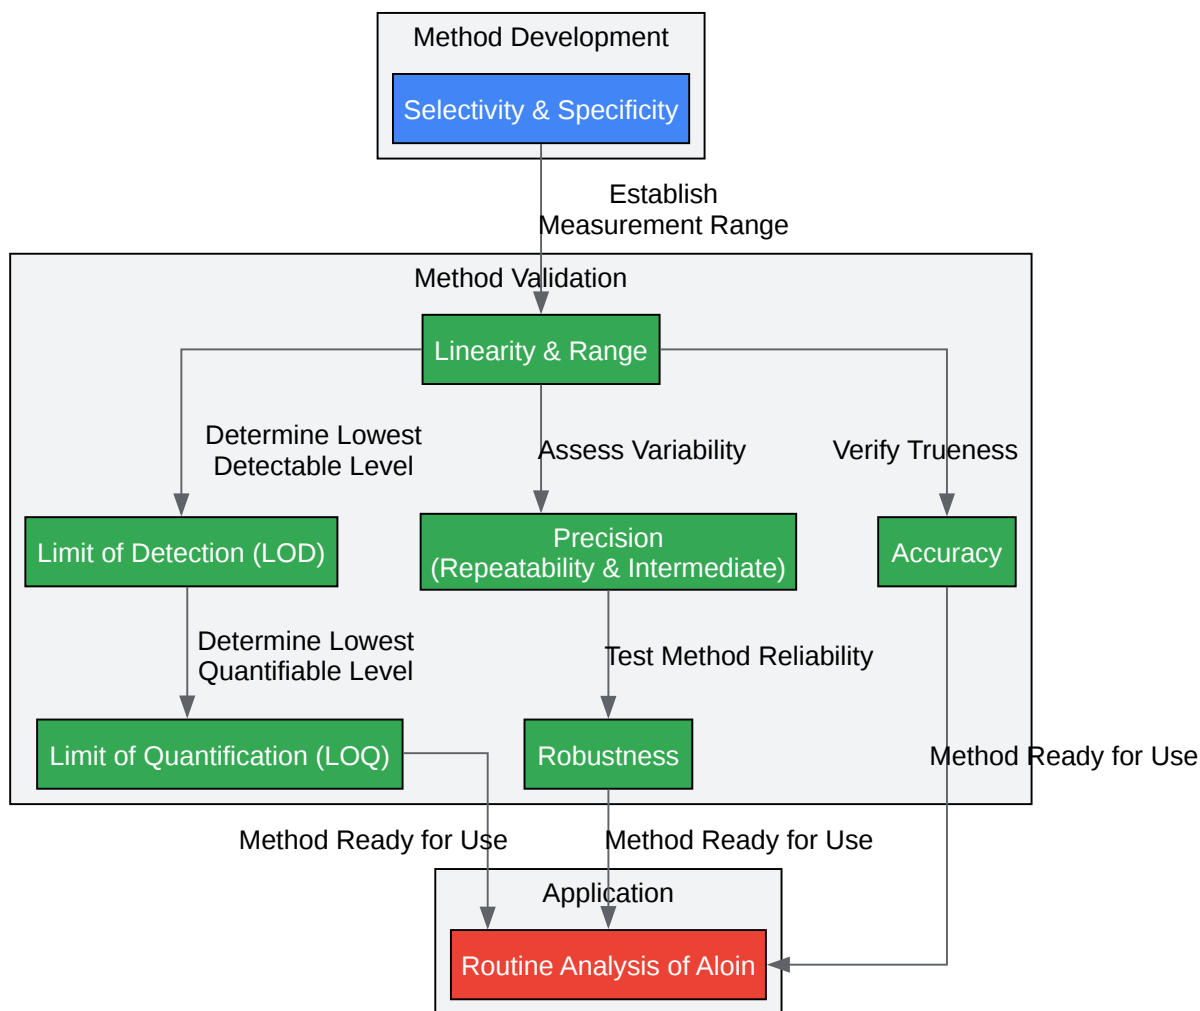 Method Development
Selectivity & Specificity
Establish
Measurement Range
Method Validation
Linearity & Range
Determine Lowest
Detectable Level
Assess Variability
Verify Trueness
Limit of Detection (LOD)
Precision
(Repeatability & Intermediate)
Accuracy
Determine Lowest
Quantifiable Level
Test Method Reliability
Limit of Quantification (LOQ)
Robustness
Method Ready for Use
Method Ready for Use
Method Ready for Use
Application
Routine Analysis of Aloin